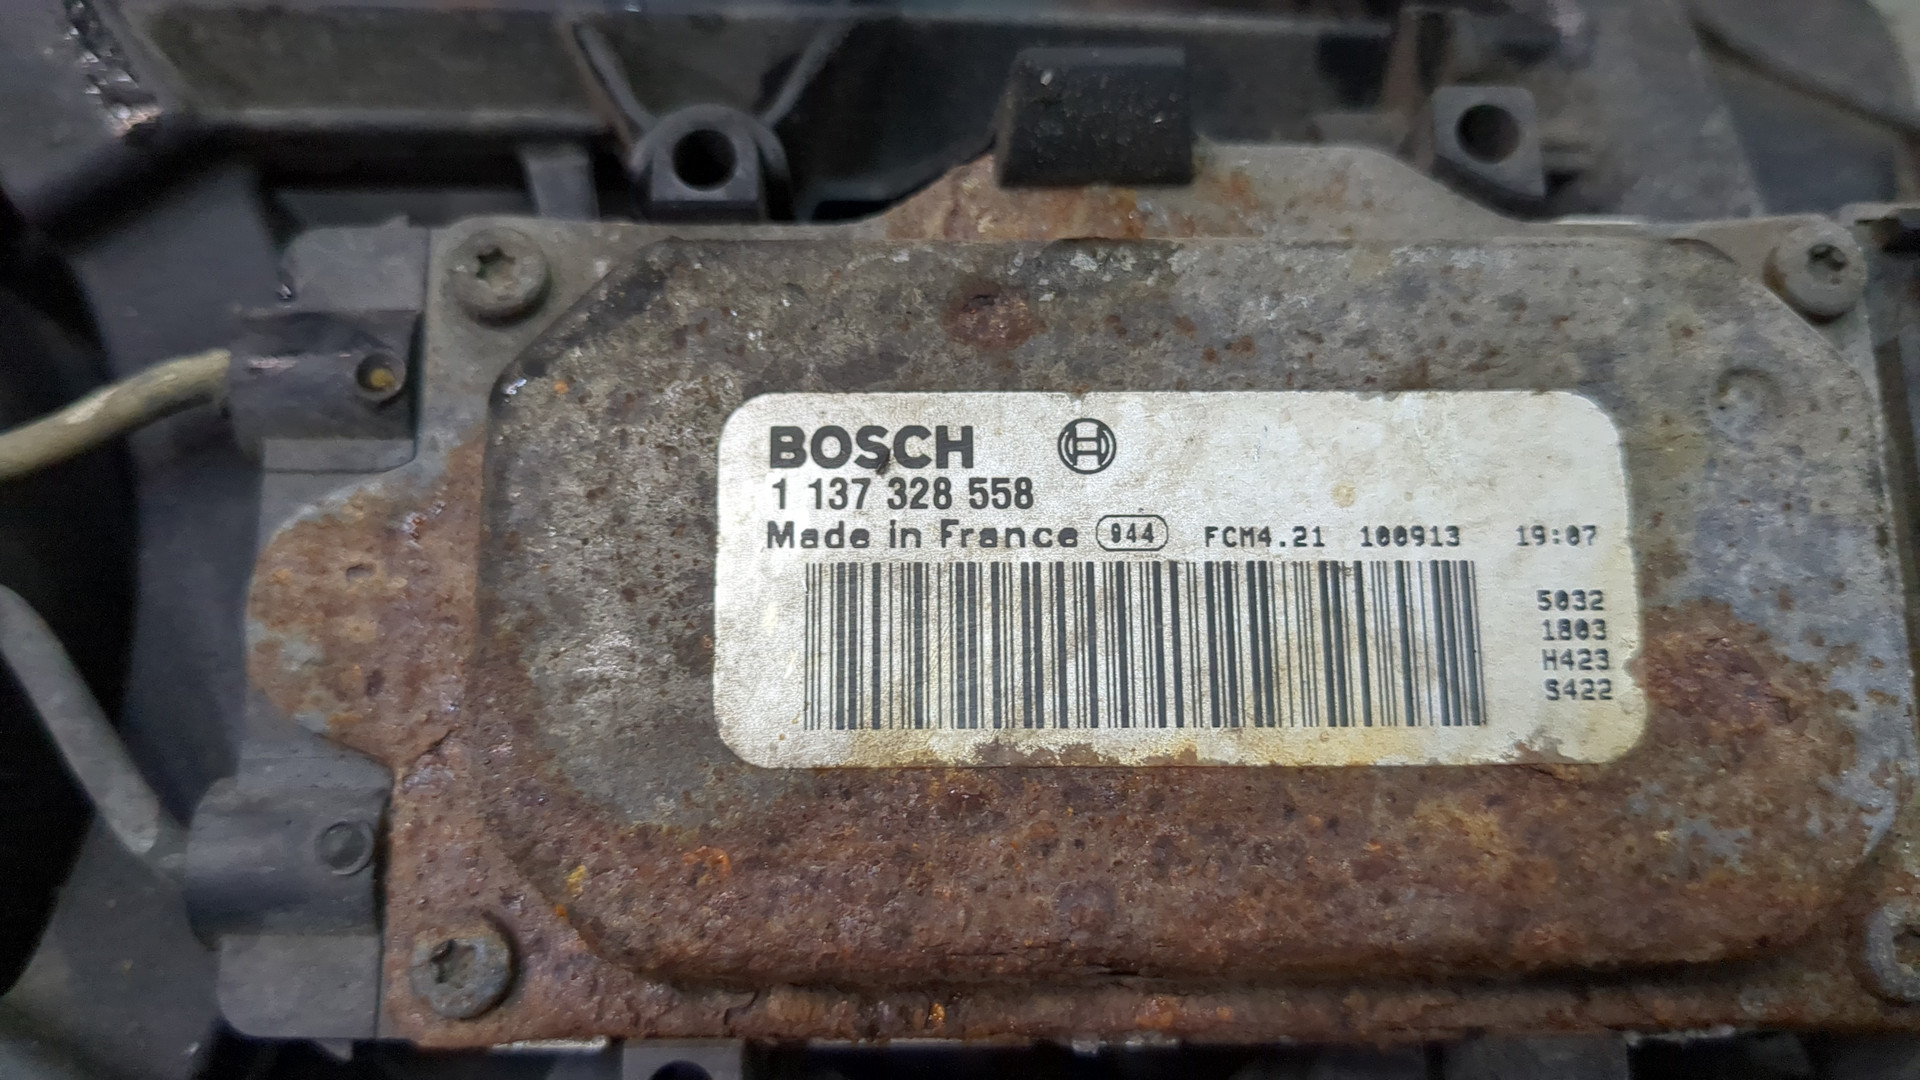 BOSCH
1 137 328 558
Made in France 944 FCM4.21 100913 19:07
5032
1803
H423
S422